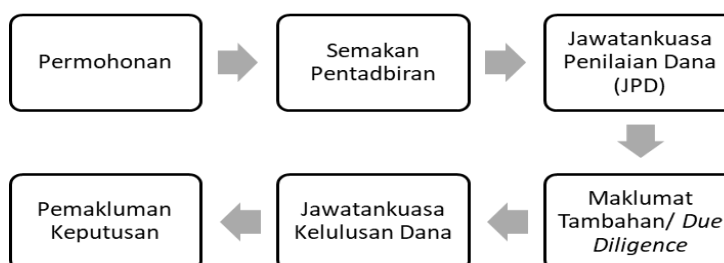 Permohonan
Semakan
Pentadbiran
Jawatankuasa
Penilaian Dana
(JPD)
Maklumat
Tambahan/ Due
Diligence
Jawatankuasa
Kelulusan Dana
Pemakluman
Keputusan